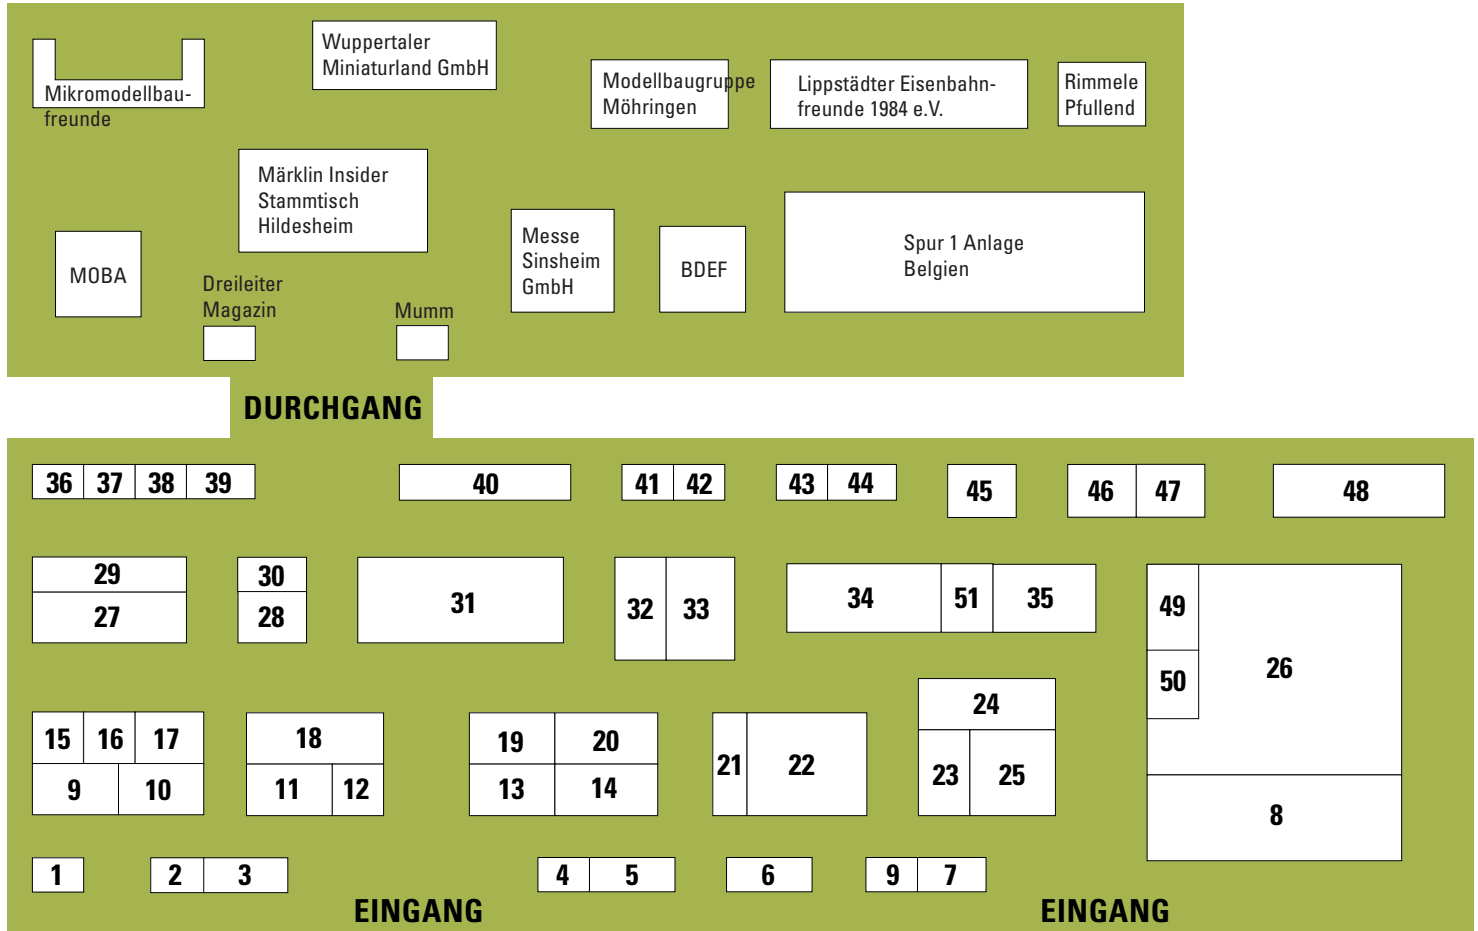 Wuppertaler
Miniaturland GmbH
Mikromodellbau-
freunde
Modellbaugruppe
Möhringen
Lippstädter Eisenbahn-
freunde 1984 e.V.
Rimmele
Pfullend
Märklin Insider
Stammtisch
Hildesheim
MOBA
Dreileiter
Magazin
Mumm
Messe
Sinsheim
GmbH
BDEF
Spur 1 Anlage
Belgien
DURCHGANG
36 37 38 39 40 41 42 43 44 45 46 47 48
29 30
27 28 31 32 33 34 51 35 49
50 26
24
15 16 17 18 19 20
21 22
9 10 11 12 13 14 23 25
8
1 2 3 4 5 6 9 7
EINGANG EINGANG